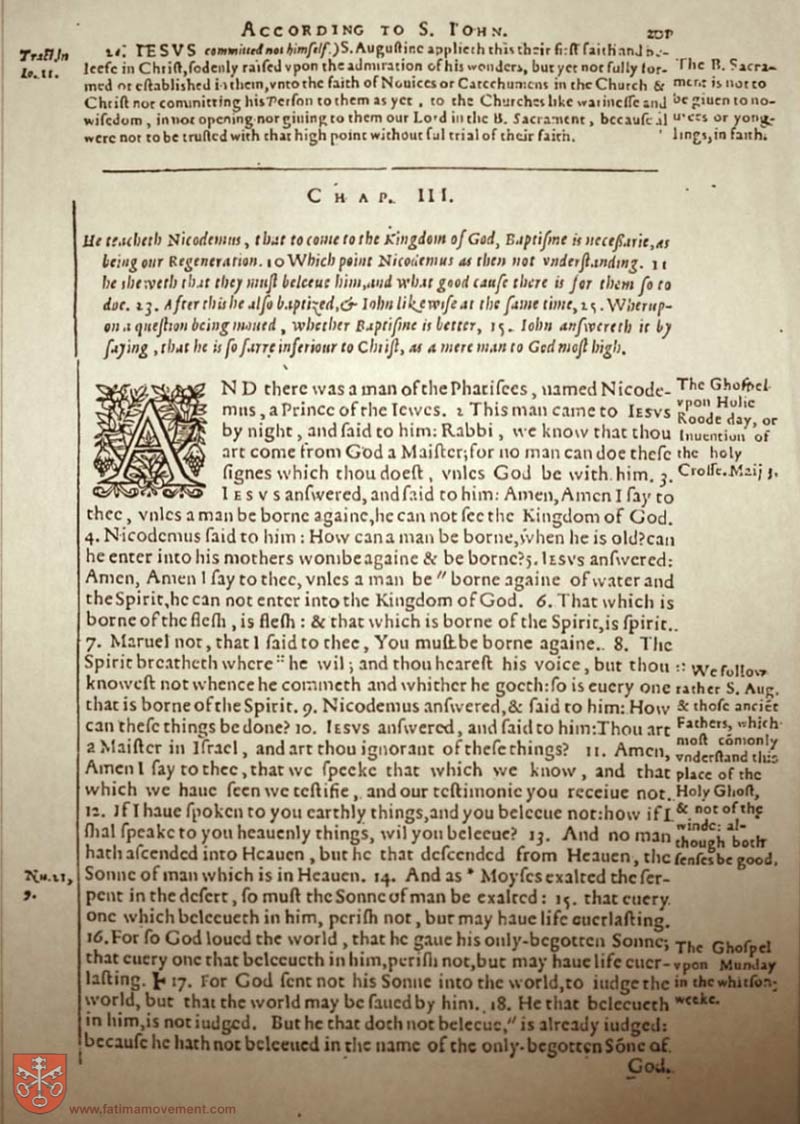 ACCORDING TO S. IOHN.
Tract.In
Io. 11.
24. IESVS committed not himself.) S. Augustine applieth this their first faith and be-
leefe in Christ, sodenly raised vpon the admiration of his wonders, but yet not fully for-
med or established in them, vnto the faith of Nouices or Catechumens in the Church &
Christ not committing his Person to them as yet, to the Churches like warinesse and
wisedom, in not opening nor giuing to them our Lord in the B. Sacrament, because al
were not to be trusted with that high point without ful trial of their faith.
The B. Sacra-
ment is not to
be giuen to no-
uices or yong-
lings, in faith.
CHAP. III.
He teacheth Nicodemus, that to come to the Kingdom of God, Baptisme is necessarie, as
being our Regeneration. 10 Which point Nicodemus as then not vnderstanding. 11
he sheweth that they must beleeue him, and what good cause there is for them so to
doe. 23. After this he also baptized, & Iohn likewise at the same time, 25. Wherup-
on a question being moued, whether Baptisme is better, 25. Iohn answereth it by
saying, that he is so farre inferiour to Christ, as a mere man to God most high.
AND there was a man of the Pharisees, named Nicode-
mus, a Prince of the Iewes. 2 This man came to IESVS
by night, and said to him: Rabbi, we know that thou
art come from God a Maister; for no man can doe these
signes which thou doest, vnles God be with him. 3.
IESVS answered, and said to him: Amen, Amen I say to
thee, vnles a man be borne againe, he can not see the Kingdom of God.
4. Nicodemus said to him: How can a man be borne, when he is old? can
he enter into his mothers wombe againe & be borne? 5. IESVS answered:
Amen, Amen I say to thee, vnles a man be " borne againe of water and
the Spirit, he can not enter into the Kingdom of God. 6. That which is
borne of the flesh, is flesh: & that which is borne of the Spirit, is spirit..
7. Maruel not, that I said to thee, You must be borne againe.. 8. The
Spirit breatheth where :: he wil; and thou hearest his voice, but thou
knowest not whence he commeth and whither he goeth: so is euery one
that is borne of the Spirit. 9. Nicodemus answered, & said to him: How
can these things be done? 10. IESVS answered, and said to him: Thou art
a Maister in Israel, and art thou ignorant of these things? 11. Amen,
Amen I say to thee, that we speeke that which we know, and that
which we haue seen we testifie, and our testimonie you receiue not.
12. If I haue spoken to you earthly things, and you beleeue not: how if I
shal speake to you heauenly things, wil you beleeue? 13. And no man
hath ascended into Heauen, but he that descended from Heauen, the
Sonne of man which is in Heauen. 14. And as * Moyses exalted the ser-
pent in the desert, so must the Sonne of man be exalted: 15. that euery
one which beleeueth in him, perish not, but may haue life euerlasting.
16. For so God loued the world, that he gaue his only-begotten Sonne;
that euery one that beleeueth in him, perish not, but may haue life euer-
lasting. 17. For God sent not his Sonne into the world, to iudge the
world, but that the world may be saued by him. 18. He that beleeueth
in him, is not iudged. But he that doth not beleeue, " is already iudged:
because he hath not beleeued in the name of the only-begotten Sóne of
God.
The Ghospel
vpon Holie
Roode day, or
Inuention of
the holy
Crosse. Maij 3.
:: We follow
rather S. Aug.
& those anciēt
Fathers, which
most cōmonly
vnderstand this
place of the
Holy Ghost,
& not of the
winde: al-
though both
senses be good.
Nu. 21,
9.
The Ghospel
vpon Munday
in the whitson-
weeke.
www.fatimamovement.com